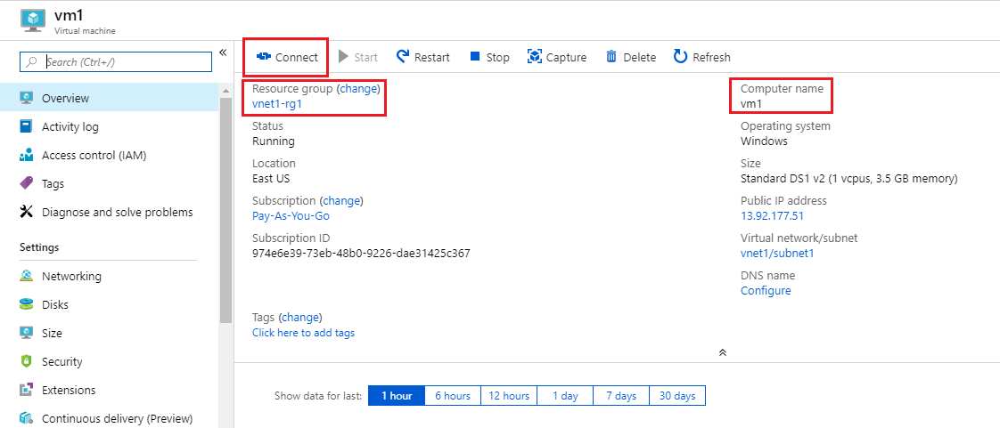 vm1
Virtual machine
Search (Ctrl+/)
«
Overview
Activity log
Access control (IAM)
Tags
Diagnose and solve problems
Settings
Networking
Disks
Size
Security
Extensions
Continuous delivery (Preview)
Connect Start Restart Stop Capture Delete Refresh
Resource group (change)
vnet1-rg1
Status
Running
Location
East US
Subscription (change)
Pay-As-You-Go
Subscription ID
974e6e39-73eb-48b0-9226-dae31425c367
Computer name
vm1
Operating system
Windows
Size
Standard DS1 v2 (1 vcpus, 3.5 GB memory)
Public IP address
13.92.177.51
Virtual network/subnet
vnet1/subnet1
DNS name
Configure
Tags (change)
Click here to add tags
Show data for last: 1 hour 6 hours 12 hours 1 day 7 days 30 days